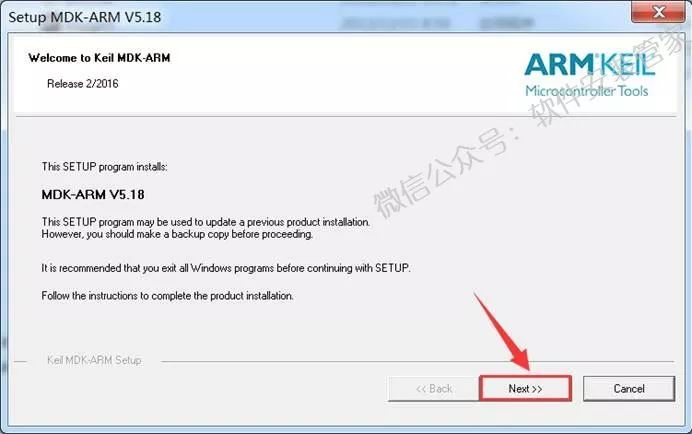 Setup MDK-ARM V5.18
Welcome to Keil MDK-ARM
Release 2/2016
ARM KEIL
Microcontroller Tools
微信公众号：软件安装管家
This SETUP program installs:
MDK-ARM V5.18
This SETUP program may be used to update a previous product installation.
However, you should make a backup copy before proceeding.
It is recommended that you exit all Windows programs before continuing with SETUP.
Follow the instructions to complete the product installation.
Keil MDK-ARM Setup
<< Back
Next >>
Cancel